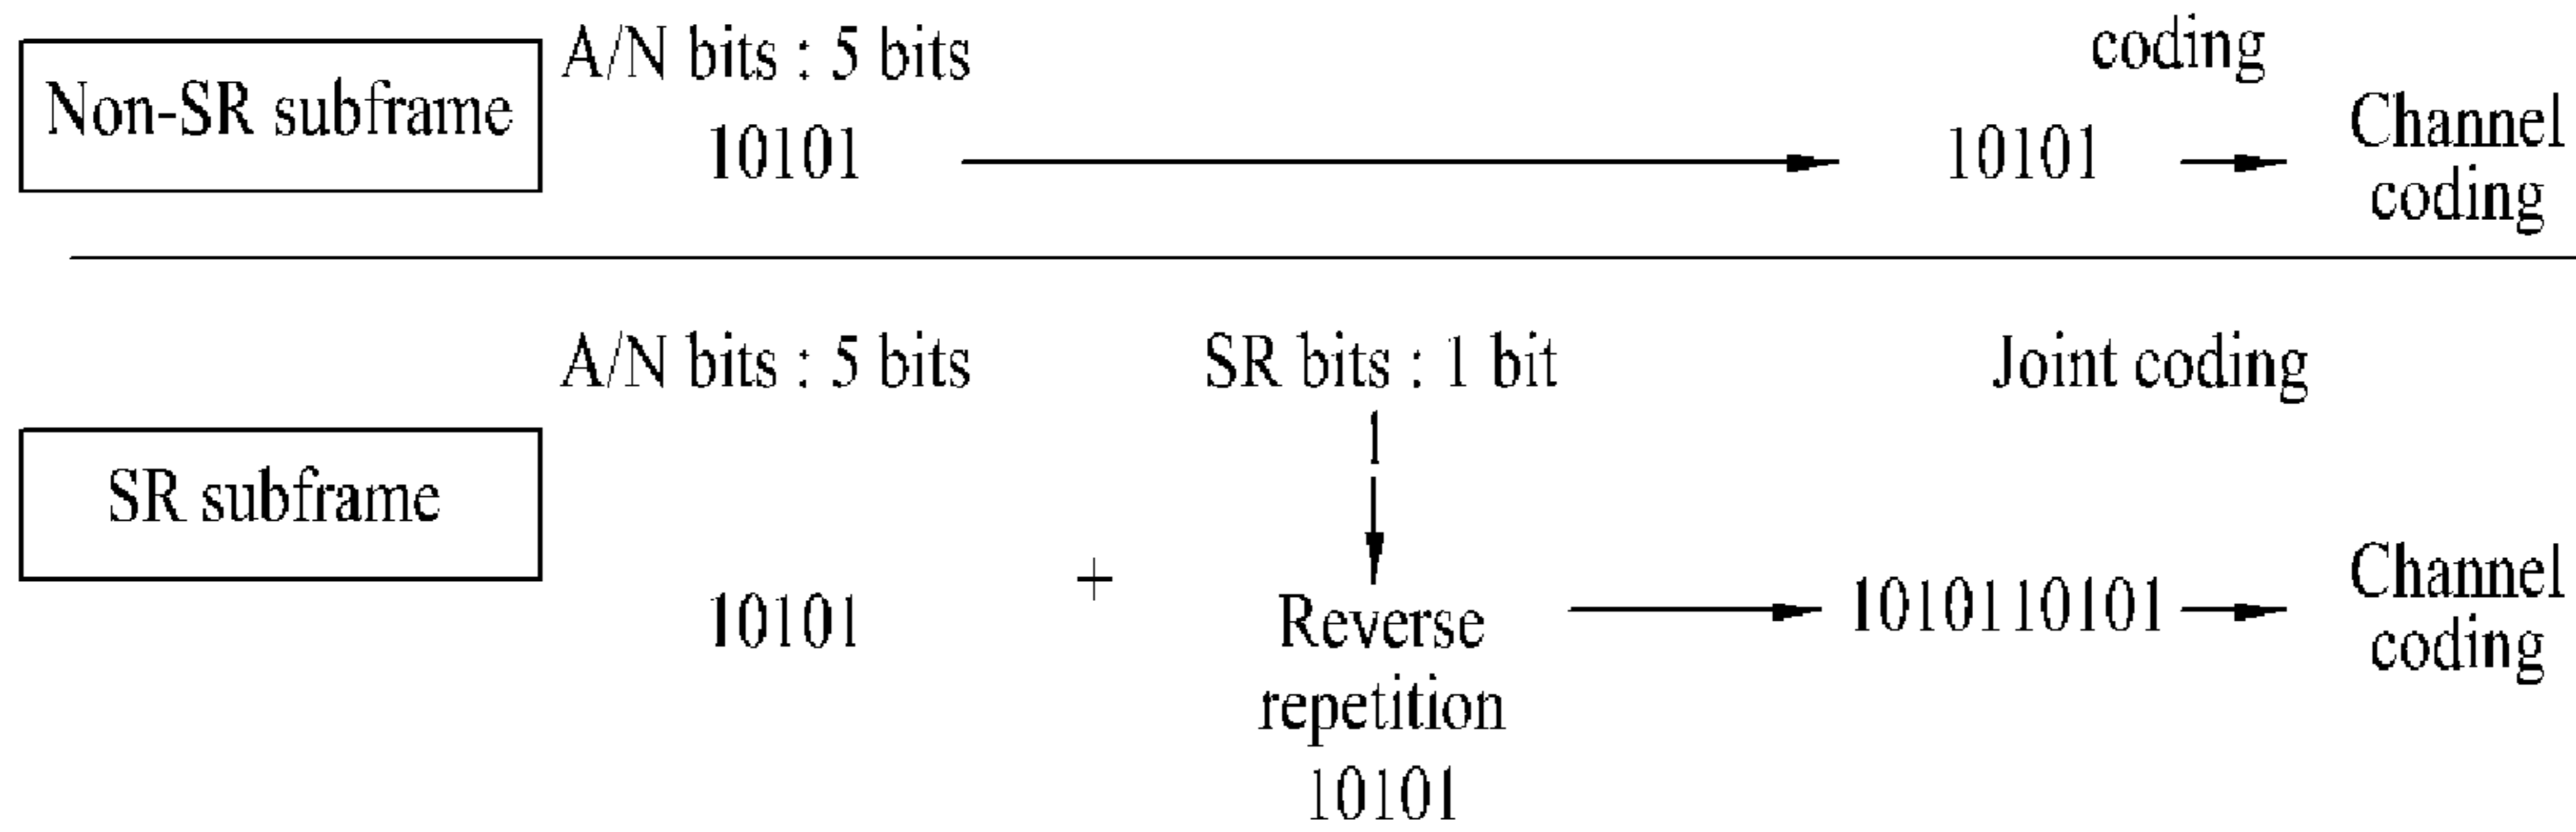 Non-SR subframe
A/N bits : 5 bits
10101
coding
10101
Channel
coding
A/N bits : 5 bits
SR bits : 1 bit
Joint coding
SR subframe
1
10101
+
Reverse
repetition
10101
1010110101
Channel
coding